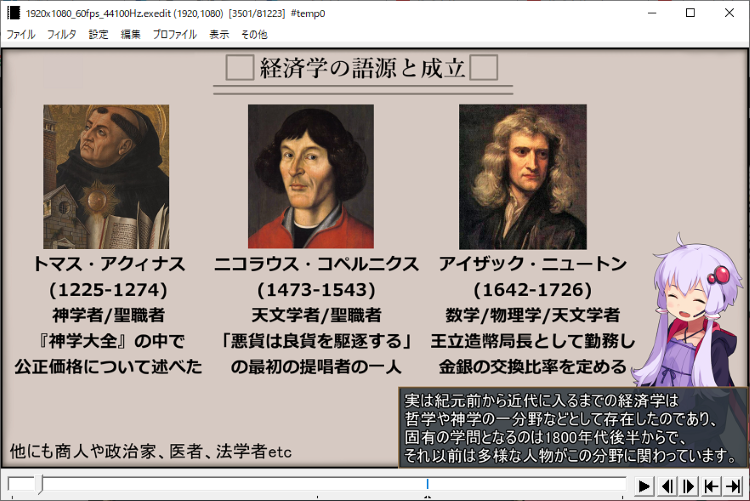 1920x1080_60fps_44100Hz.exedit (1920,1080)  [3501/81223]  #temp0
ファイル フィルタ 設定 編集 プロファイル 表示 その他
経済学の語源と成立
トマス・アクィナス
(1225-1274)
神学者/聖職者
『神学大全』の中で
公正価格について述べた
ニコラウス・コペルニクス
(1473-1543)
天文学者/聖職者
「悪貨は良貨を駆逐する」
の最初の提唱者の一人
アイザック・ニュートン
(1642-1726)
数学/物理学/天文学者
王立造幣局長として勤務し
金銀の交換比率を定める
他にも商人や政治家、医者、法学者etc
実は紀元前から近代に入るまでの経済学は
哲学や神学の一分野などとして存在したのであり、
固有の学問となるのは1800年代後半からで、
それ以前は多様な人物がこの分野に関わっています。